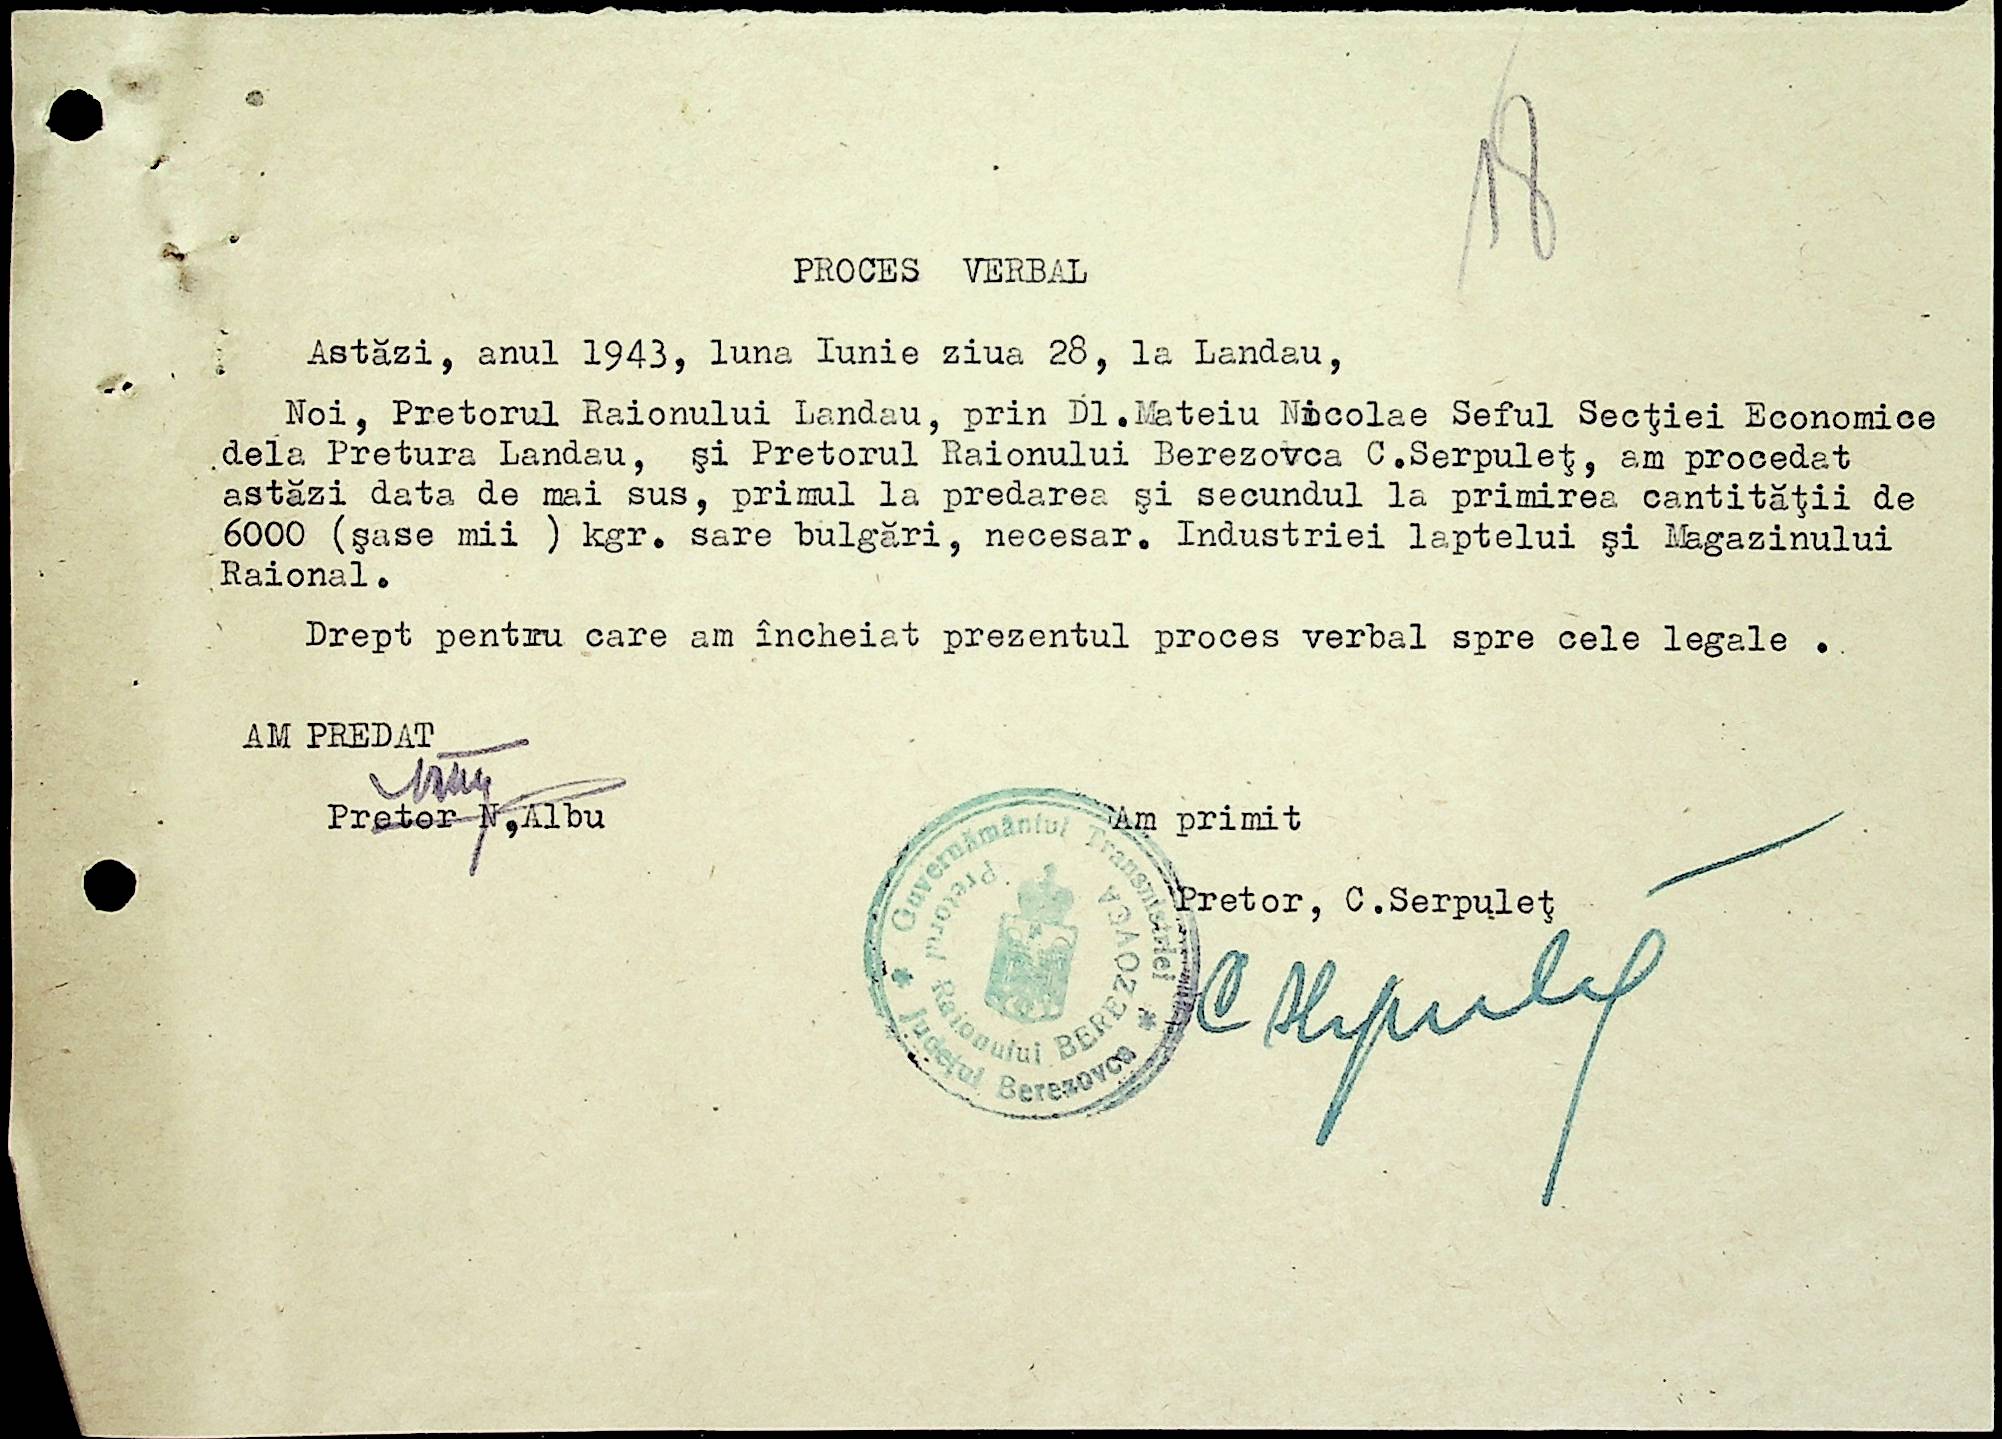 18
PROCES VERBAL
Astăzi, anul 1943, luna Iunie ziua 28, la Landau,
Noi, Pretorul Raionului Landau, prin Dl.Mateiu Nicolae Seful Secţiei Economice
dela Pretura Landau, şi Pretorul Raionului Berezovca C.Serpuleţ, am procedat
astăzi data de mai sus, primul la predarea şi secundul la primirea cantităţii de
6000 (şase mii ) kgr. sare bulgări, necesar. Industriei laptelui şi Magazinului
Raional.
Drept pentru care am încheiat prezentul proces verbal spre cele legale .
AM PREDAT
Pretor N,Albu
Am primit
Pretor, C.Serpuleţ
C Serpuleţ
Guvernământul Transnistriei
Judeţul Berezovca
Pretorul Raionului BEREZOVCA